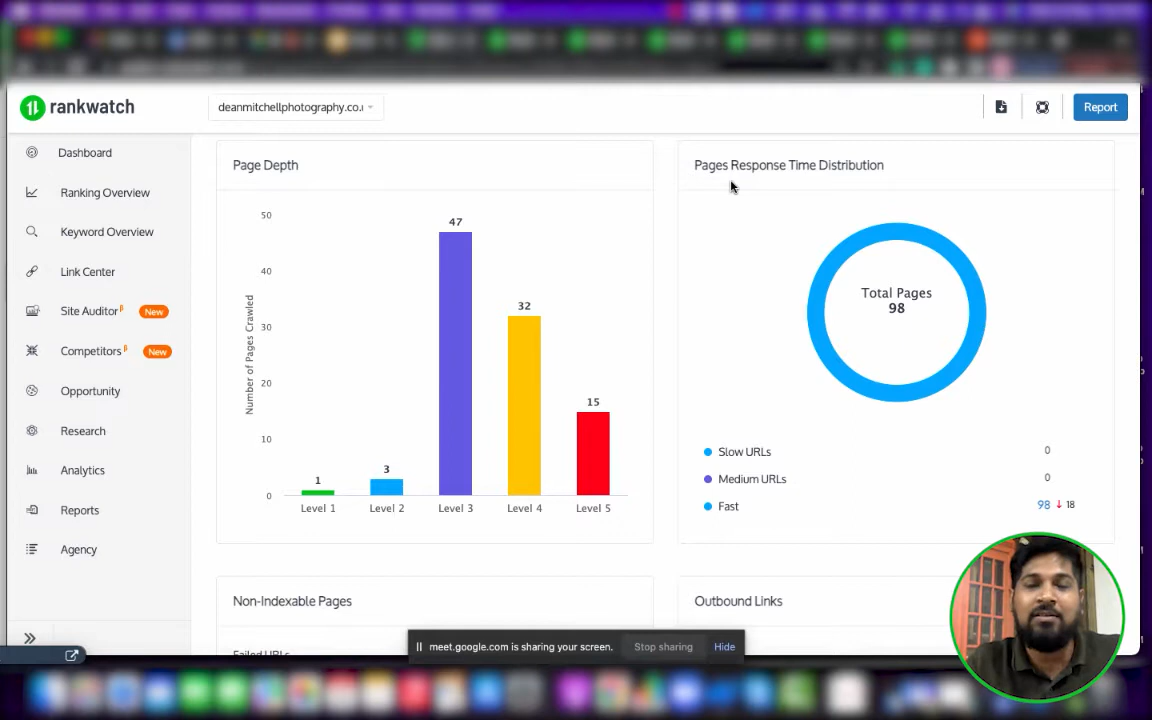 rankwatch
deanmitchellphotography.co.
Report
Dashboard
Ranking Overview
Keyword Overview
Link Center
Site Auditor β New
Competitors β New
Opportunity
Research
Analytics
Reports
Agency
Page Depth
50
40
30
20
10
0
Number of Pages Crawled
1
3
47
32
15
Level 1
Level 2
Level 3
Level 4
Level 5
Pages Response Time Distribution
Total Pages
98
Slow URLs 0
Medium URLs 0
Fast 98 18
Non-Indexable Pages
Failed URLs
Outbound Links
meet.google.com is sharing your screen.
Stop sharing
Hide